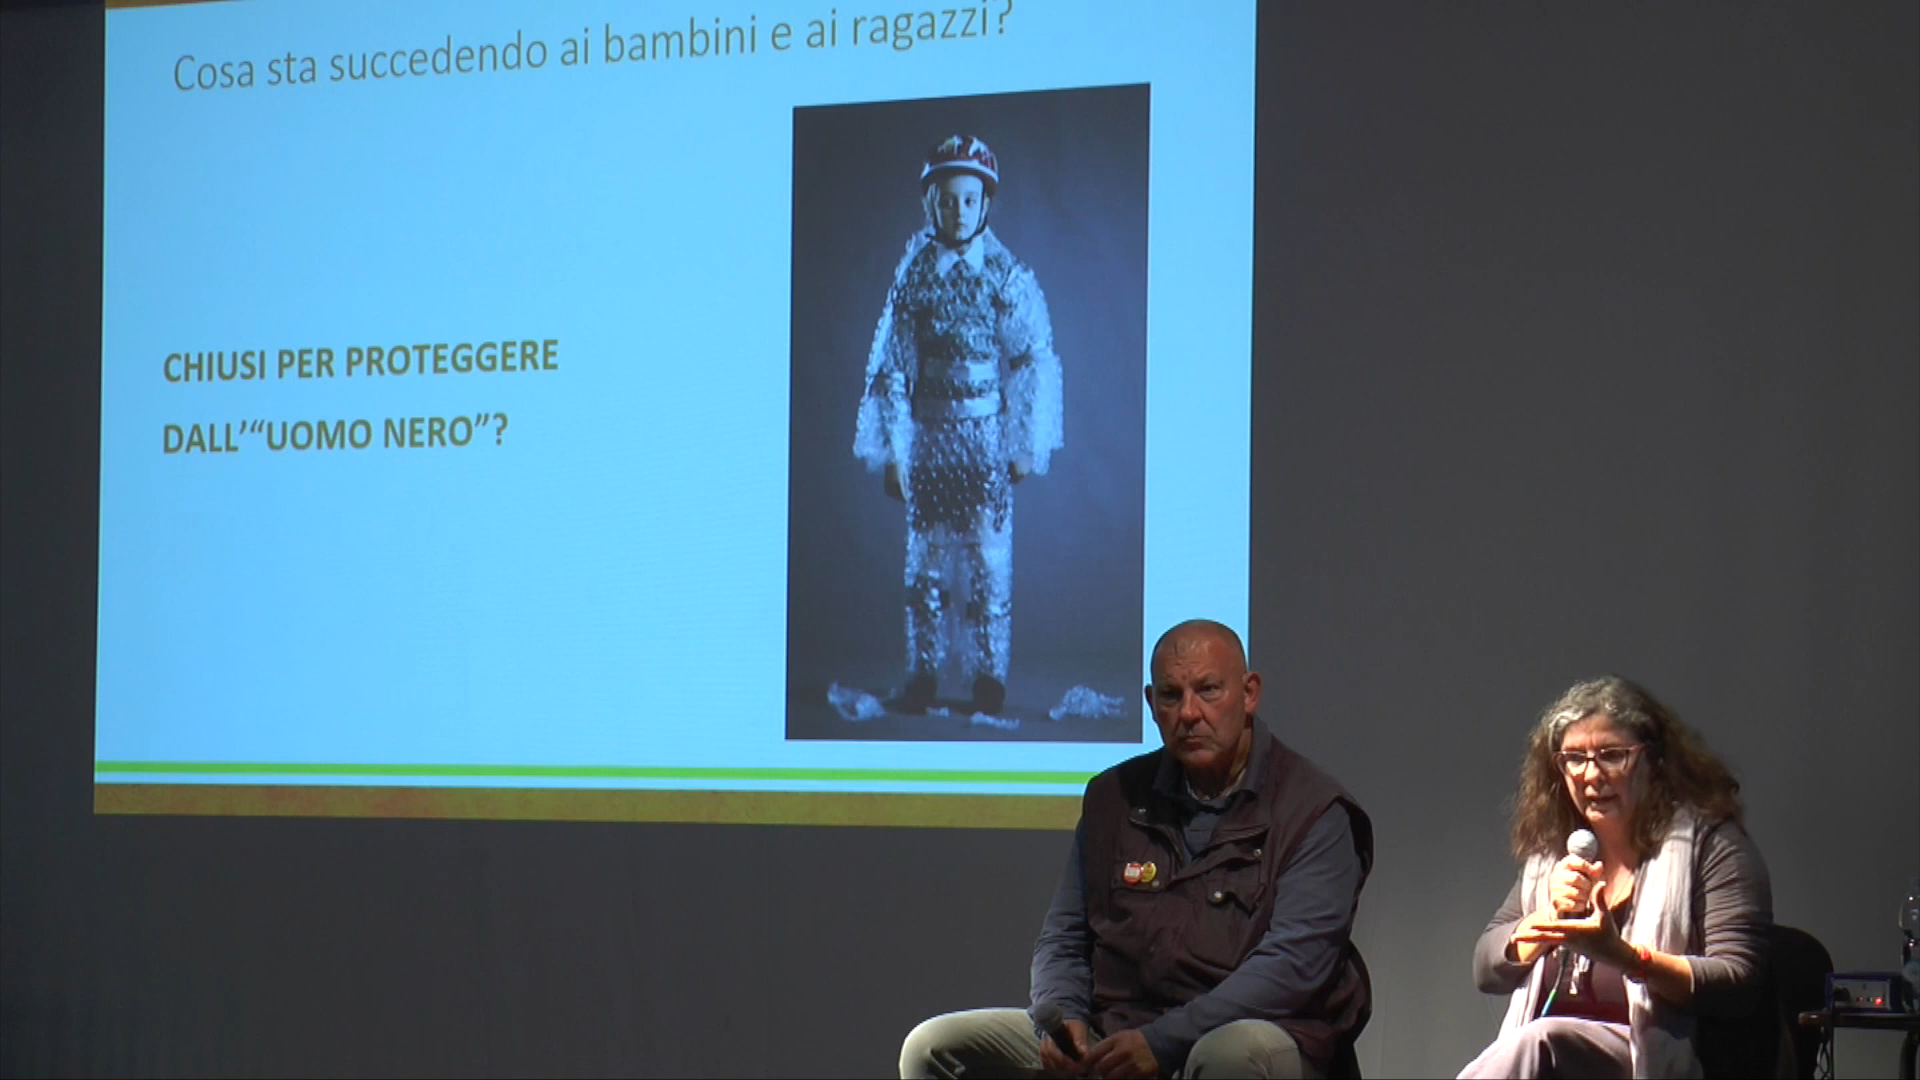 Cosa sta succedendo ai bambini e ai ragazzi?
CHIUSI PER PROTEGGERE
DALL’“UOMO NERO”?